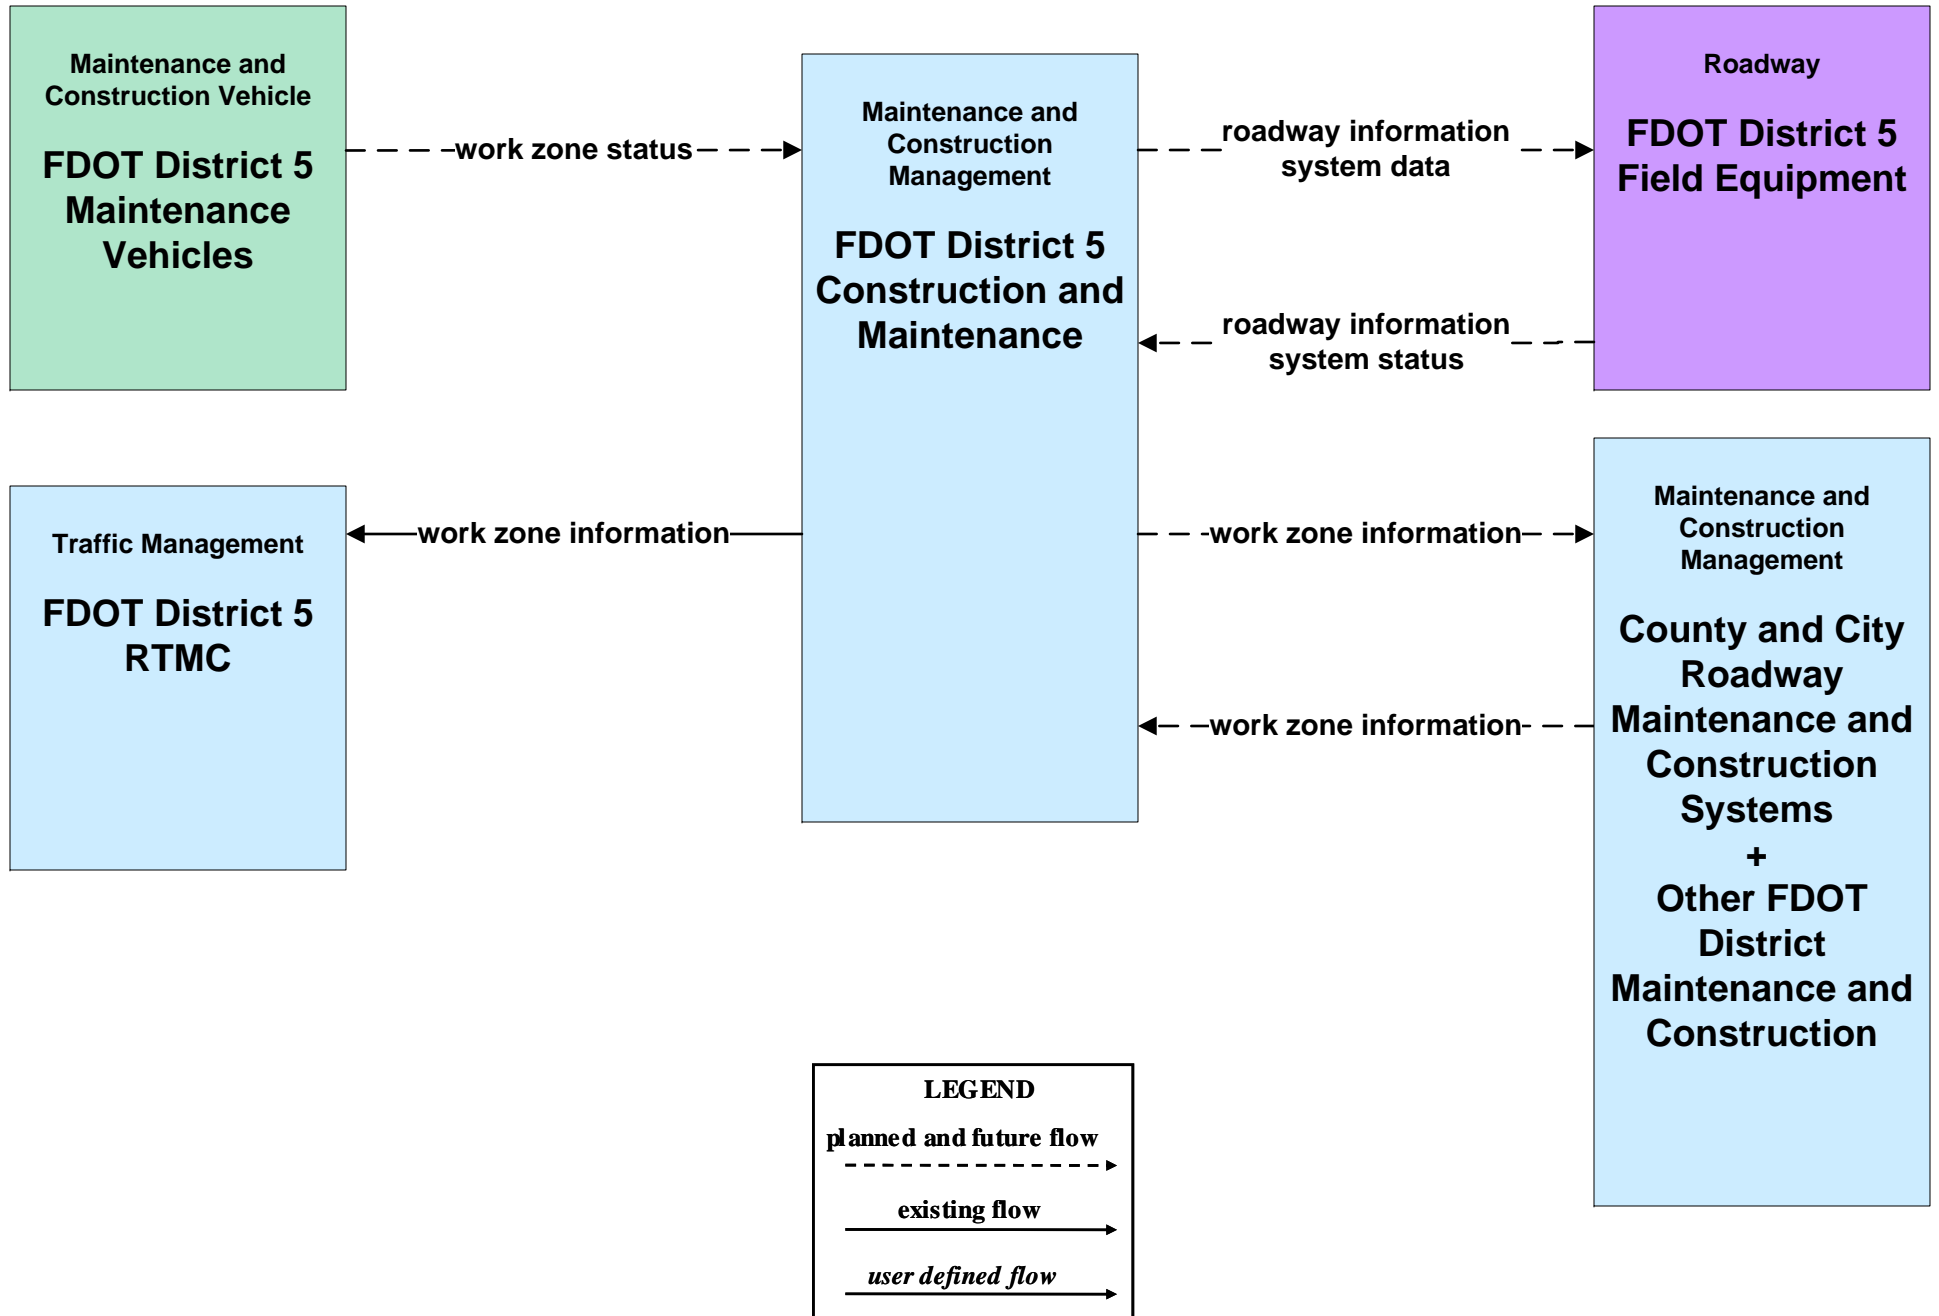 Maintenance and
Construction Vehicle
FDOT District 5
Maintenance
Vehicles
work zone status
Maintenance and
Construction
Management
FDOT District 5
Construction and
Maintenance
roadway information
system data
Roadway
FDOT District 5
Field Equipment
roadway information
system status
Traffic Management
FDOT District 5
RTMC
work zone information
work zone information
work zone information
Maintenance and
Construction
Management
County and City
Roadway
Maintenance and
Construction
Systems
+
Other FDOT
District
Maintenance and
Construction
LEGEND
planned and future flow
existing flow
user defined flow